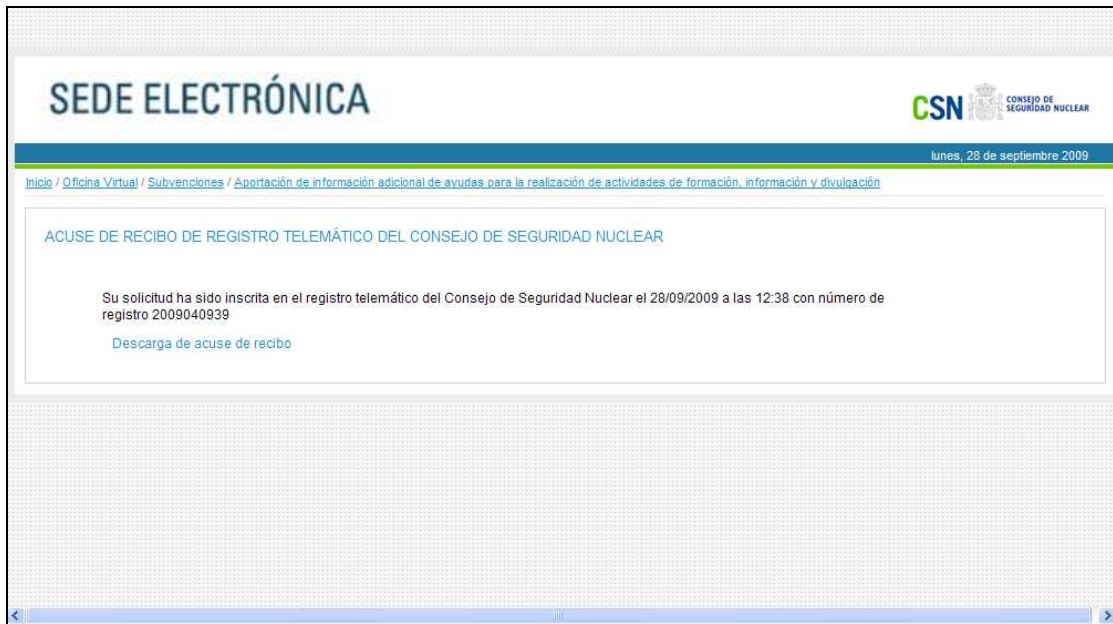 SEDE ELECTRÓNICA
CSN CONSEJO DE
SEGURIDAD NUCLEAR
lunes, 28 de septiembre 2009
Inicio / Oficina Virtual / Subvenciones / Aportación de información adicional de ayudas para la realización de actividades de formación, información y divulgación
ACUSE DE RECIBO DE REGISTRO TELEMÁTICO DEL CONSEJO DE SEGURIDAD NUCLEAR
Su solicitud ha sido inscrita en el registro telemático del Consejo de Seguridad Nuclear el 28/09/2009 a las 12:38 con número de
registro 2009040939
Descarga de acuse de recibo